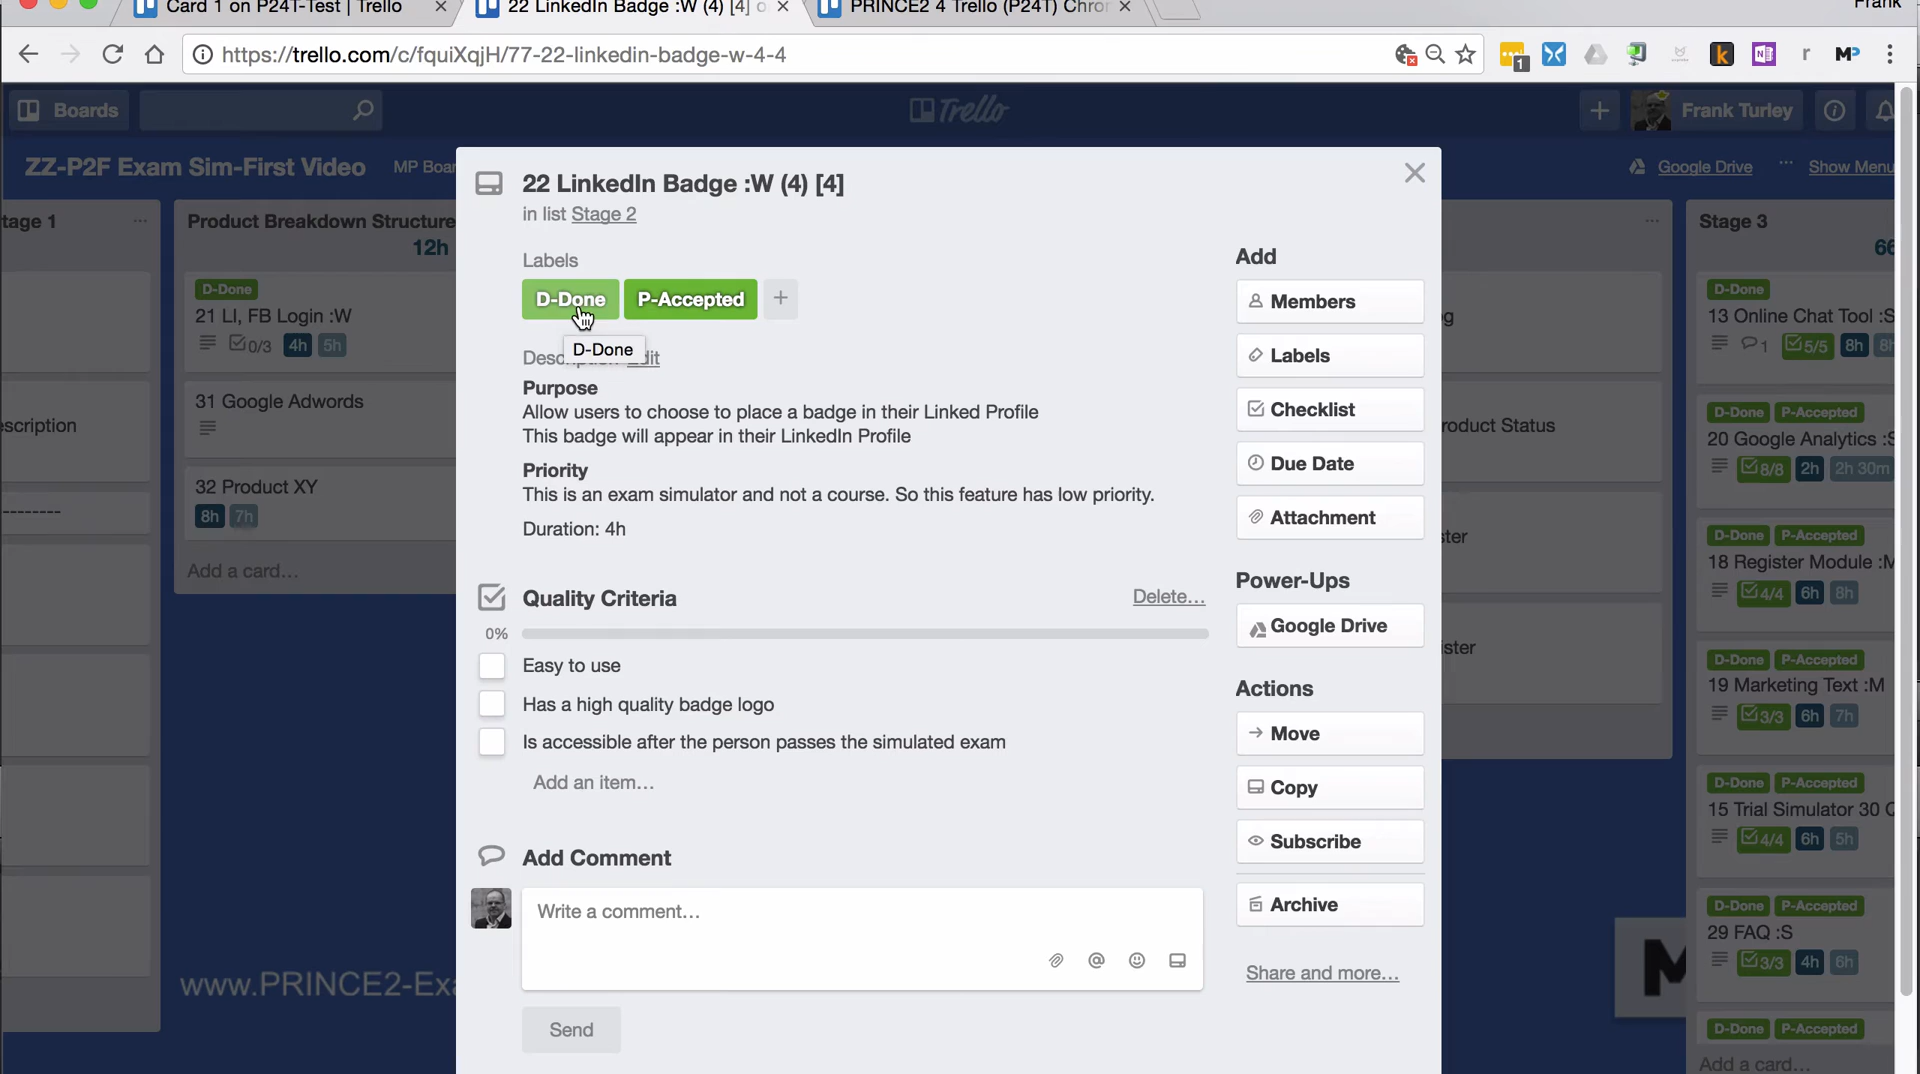 Card 1 on P24T-Test | Trello
22 LinkedIn Badge :W (4) [4] o
PRINCE2 4 Trello (P24T) Chro
Frank
https://trello.com/c/fquiXqjH/77-22-linkedin-badge-w-4-4
1
Boards
Trello
Frank Turley
ZZ-P2F Exam Sim-First Video
MP Boar
Google Drive
Show Menu
tage 1
scription
--------
Product Breakdown Structure
12h
D-Done
21 LI, FB Login :W
0/3 4h 5h
31 Google Adwords
32 Product XY
8h 7h
Add a card…
www.PRINCE2-Exa
22 LinkedIn Badge :W (4) [4]
in list Stage 2
Labels
D-Done P-Accepted +
D-Done
Description Edit
Purpose
Allow users to choose to place a badge in their Linked Profile
This badge will appear in their LinkedIn Profile
Priority
This is an exam simulator and not a course. So this feature has low priority.
Duration: 4h
Quality Criteria
Delete…
0%
Easy to use
Has a high quality badge logo
Is accessible after the person passes the simulated exam
Add an item…
Add Comment
Write a comment…
Send
Add
Members
Labels
Checklist
Due Date
Attachment
Power-Ups
Google Drive
Actions
Move
Copy
Subscribe
Archive
Share and more…
g
roduct Status
ster
ister
M
Stage 3
66
D-Done
13 Online Chat Tool :S
1 5/5 8h 8h
D-Done P-Accepted
20 Google Analytics :S
8/8 2h 2h 30m
D-Done P-Accepted
18 Register Module :M
4/4 6h 8h
D-Done P-Accepted
19 Marketing Text :M
3/3 6h 7h
D-Done P-Accepted
15 Trial Simulator 30 Q
4/4 6h 5h
D-Done P-Accepted
29 FAQ :S
3/3 4h 6h
D-Done P-Accepted
Add a card…